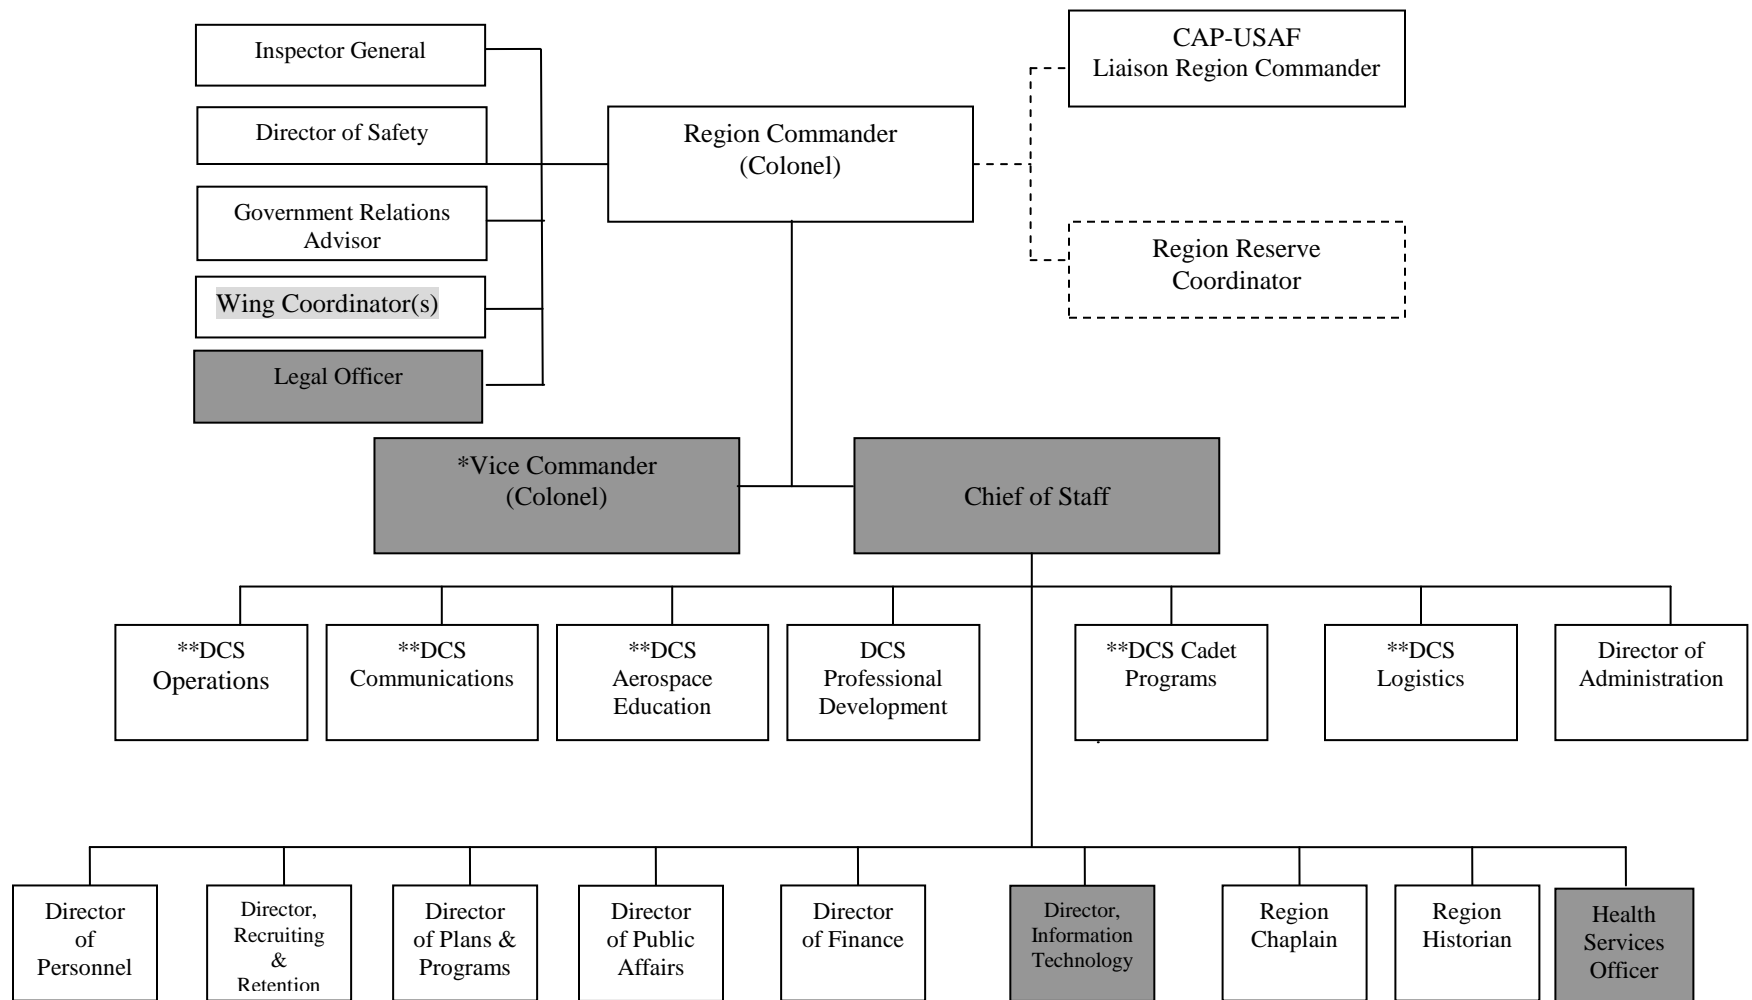 Inspector General
Director of Safety
Government Relations
Advisor
Wing Coordinator(s)
Legal Officer
Region Commander
(Colonel)
CAP-USAF
Liaison Region Commander
Region Reserve
Coordinator
*Vice Commander
(Colonel)
Chief of Staff
**DCS
Operations
**DCS
Communications
**DCS
Aerospace
Education
DCS
Professional
Development
**DCS Cadet
Programs
**DCS
Logistics
Director of
Administration
Director
of
Personnel
Director,
Recruiting
&
Retention
Director
of Plans &
Programs
Director
of Public
Affairs
Director
of Finance
Director,
Information
Technology
Region
Chaplain
Region
Historian
Health
Services
Officer